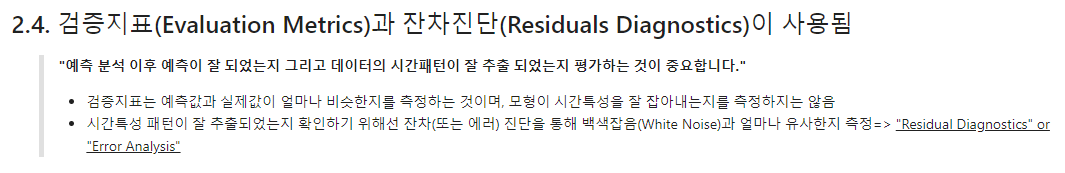 2.4. 검증지표(Evaluation Metrics)과 잔차진단(Residuals Diagnostics)이 사용됨
"예측 분석 이후 예측이 잘 되었는지 그리고 데이터의 시간패턴이 잘 추출 되었는지 평가하는 것이 중요합니다."
• 검증지표는 예측값과 실제값이 얼마나 비슷한지를 측정하는 것이며, 모형이 시간특성을 잘 잡아내는지를 측정하지는 않음
• 시간특성 패턴이 잘 추출되었는지 확인하기 위해선 잔차(또는 에러) 진단을 통해 백색잡음(White Noise)과 얼마나 유사한지 측정=> "Residual Diagnostics" or
"Error Analysis"